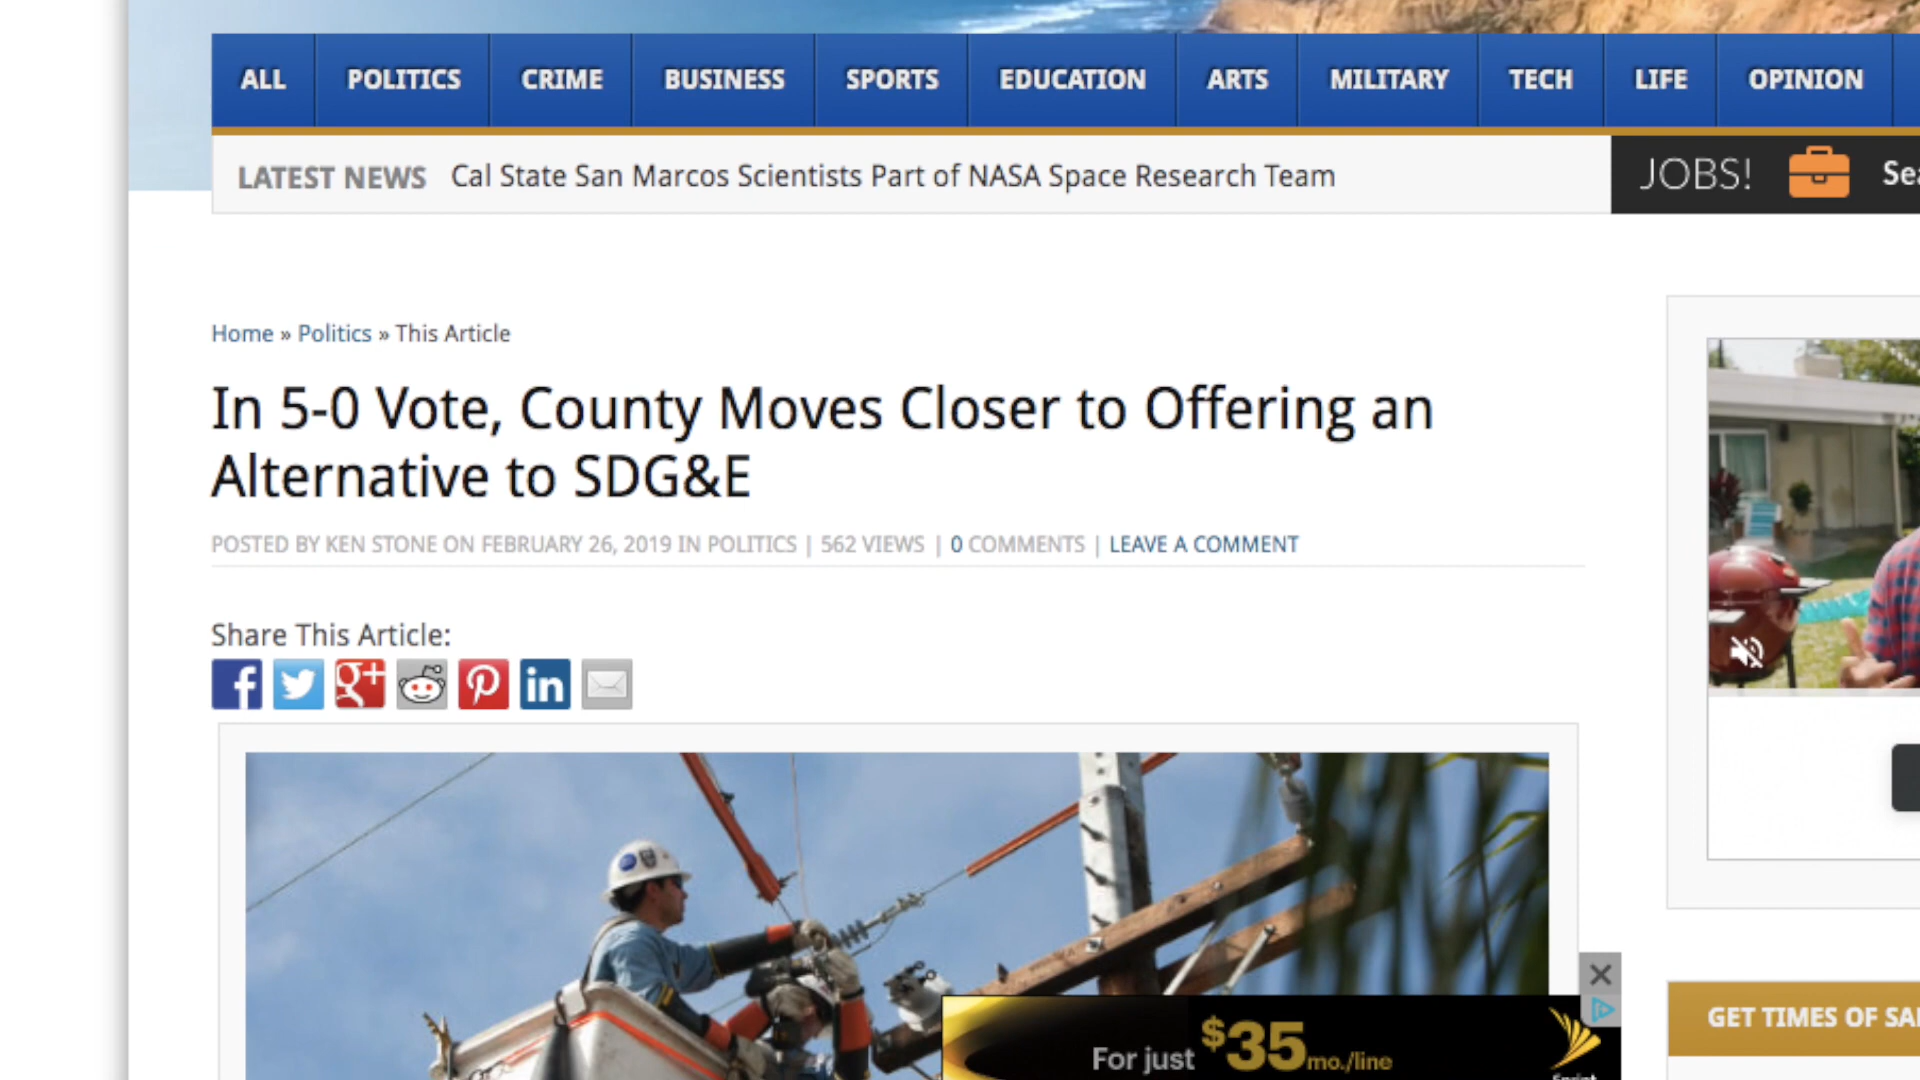 ALL POLITICS CRIME BUSINESS SPORTS EDUCATION ARTS MILITARY TECH LIFE OPINION
LATEST NEWS Cal State San Marcos Scientists Part of NASA Space Research Team
JOBS!
Home » Politics » This Article
In 5-0 Vote, County Moves Closer to Offering an
Alternative to SDG&E
POSTED BY KEN STONE ON FEBRUARY 26, 2019 IN POLITICS | 562 VIEWS | 0 COMMENTS | LEAVE A COMMENT
Share This Article:
For just $35mo./line
Sprint
GET TIMES OF